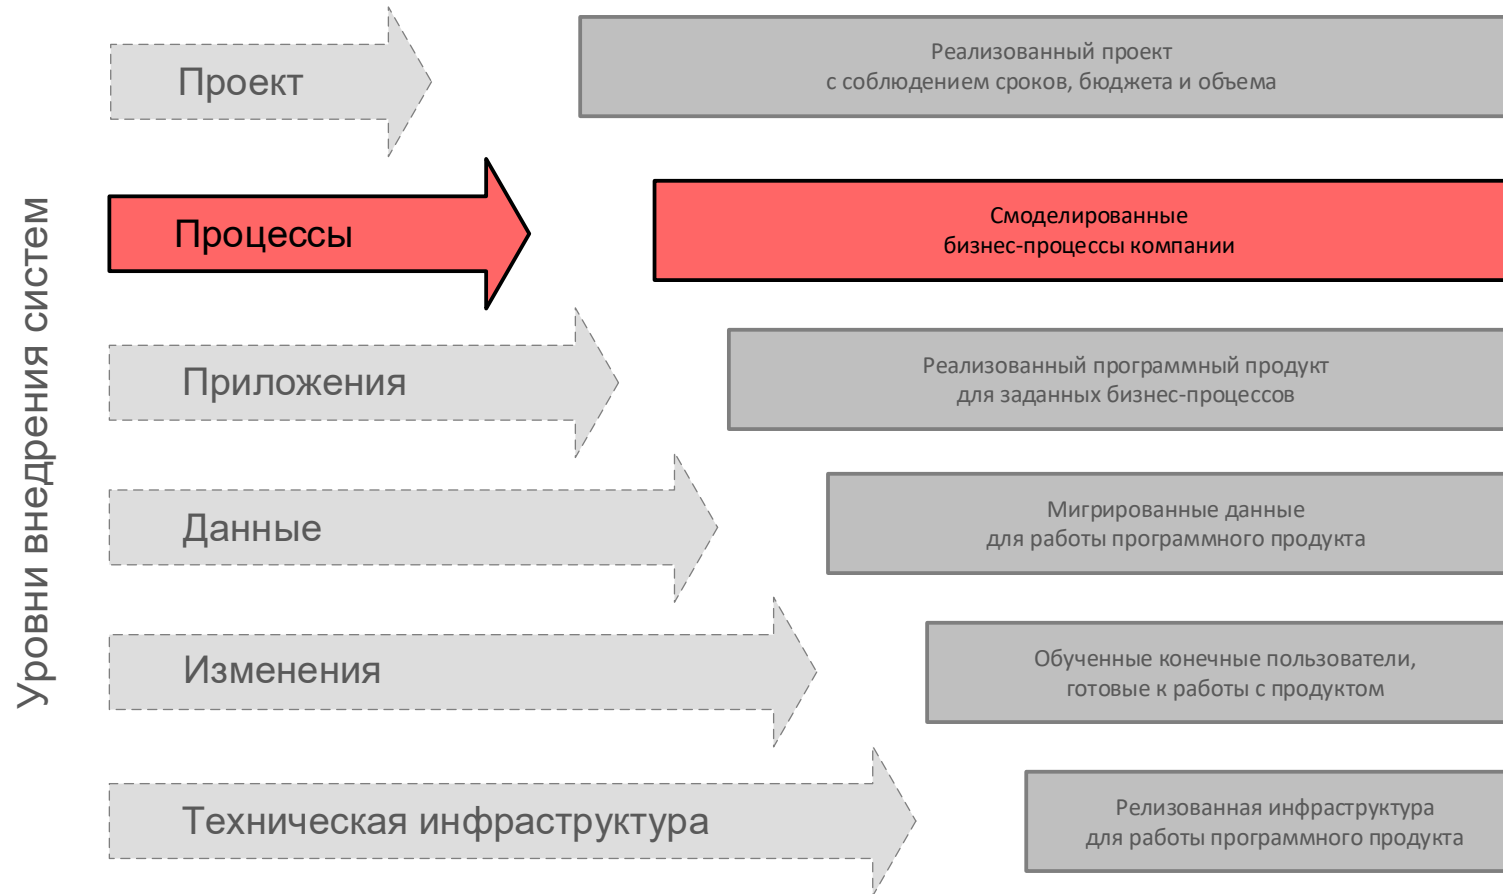 Уровни внедрения систем
Проект
Реализованный проект
с соблюдением сроков, бюджета и объема
Процессы
Смоделированные
бизнес-процессы компании
Приложения
Реализованный программный продукт
для заданных бизнес-процессов
Данные
Мигрированные данные
для работы программного продукта
Изменения
Обученные конечные пользователи,
готовые к работы с продуктом
Техническая инфраструктура
Релизованная инфраструктура
для работы программного продукта